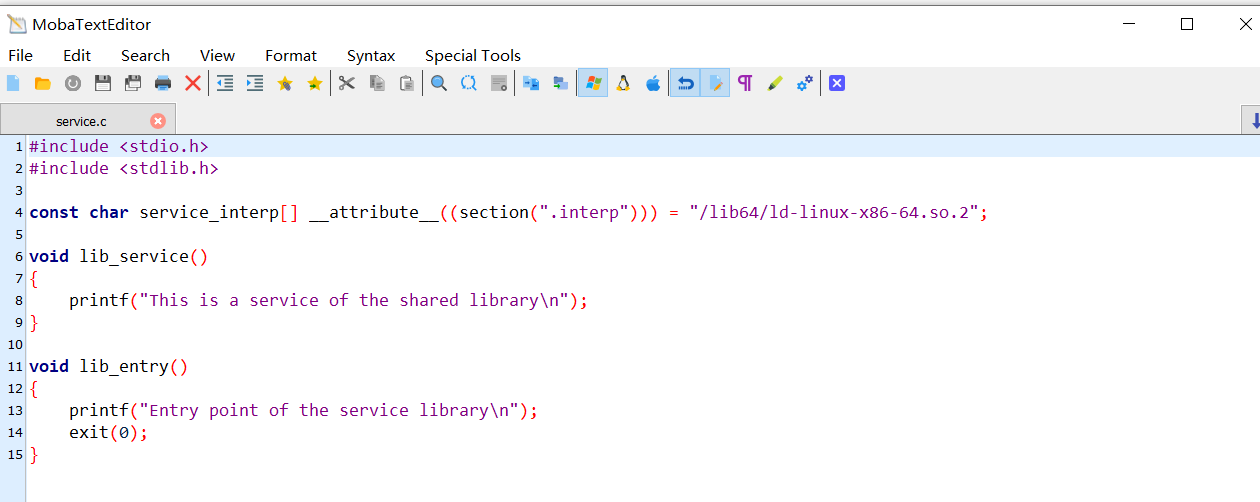 MobaTextEditor
File Edit Search View Format Syntax Special Tools
service.c
1 #include <stdio.h>
2 #include <stdlib.h>
3
4 const char service_interp[] __attribute__((section(".interp"))) = "/lib64/ld-linux-x86-64.so.2";
5
6 void lib_service()
7 {
8     printf("This is a service of the shared library\n");
9 }
10
11 void lib_entry()
12 {
13     printf("Entry point of the service library\n");
14     exit(0);
15 }